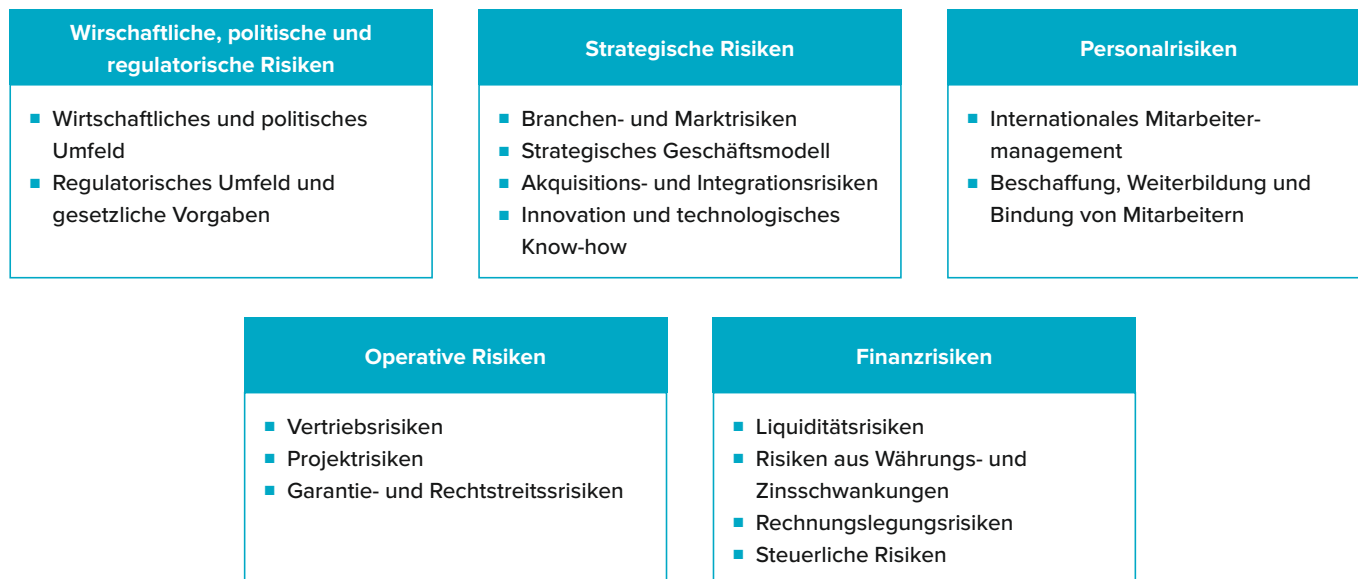 Wirschaftliche, politische und
regulatorische Risiken
Wirtschaftliches und politisches
Umfeld
Regulatorisches Umfeld und
gesetzliche Vorgaben
Strategische Risiken
Branchen- und Marktrisiken
Strategisches Geschäftsmodell
Akquisitions- und Integrationsrisiken
Innovation und technologisches
Know-how
Personalrisiken
Internationales Mitarbeiter-
management
Beschaffung, Weiterbildung und
Bindung von Mitarbeitern
Operative Risiken
Vertriebsrisiken
Projektrisiken
Garantie- und Rechtstreitssrisiken
Finanzrisiken
Liquiditätsrisiken
Risiken aus Währungs- und
Zinsschwankungen
Rechnungslegungsrisiken
Steuerliche Risiken